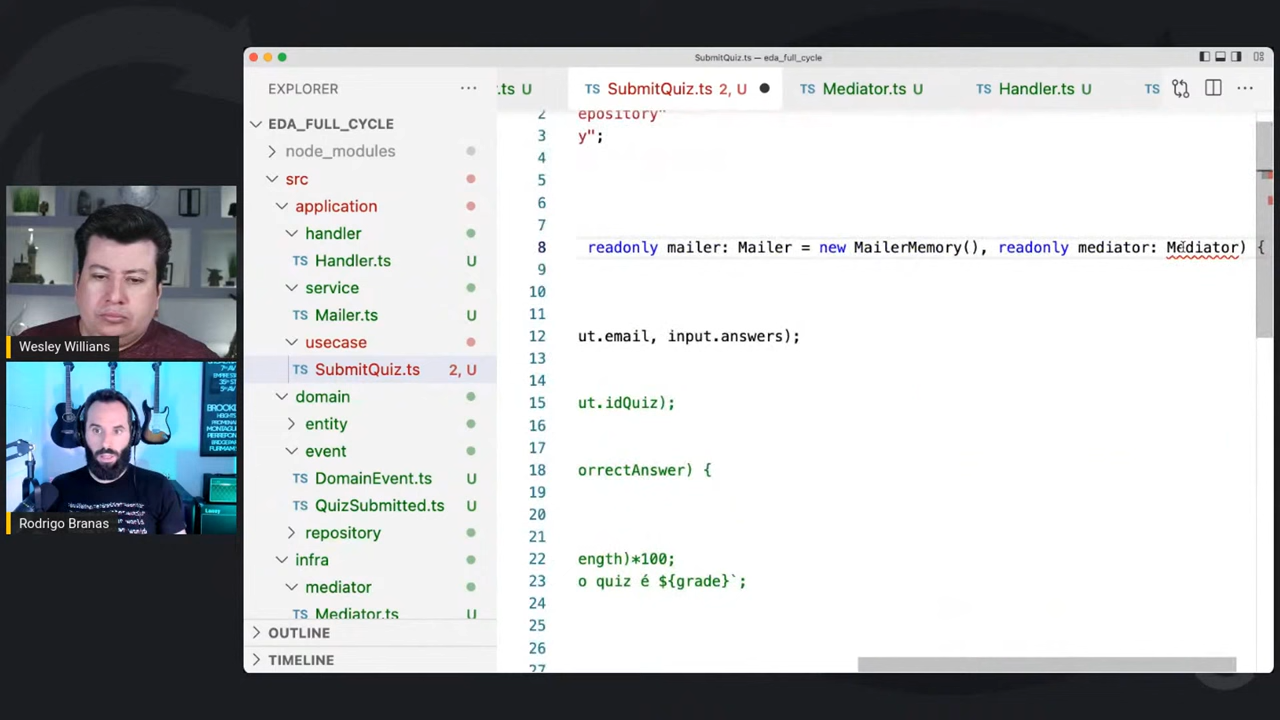 SubmitQuiz.ts — eda_full_cycle
EXPLORER
EDA_FULL_CYCLE
node_modules
src
application
handler
TS Handler.ts U
service
TS Mailer.ts U
usecase
TS SubmitQuiz.ts 2, U
domain
entity
event
TS DomainEvent.ts U
TS QuizSubmitted.ts U
repository
infra
mediator
TS Mediator.ts U
OUTLINE
TIMELINE
.ts U
TS SubmitQuiz.ts 2, U
TS Mediator.ts U
TS Handler.ts U
TS
2 epository"
3 y";
4
5
6
7
8 readonly mailer: Mailer = new MailerMemory(), readonly mediator: Mediator) {
9
10
11
12 ut.email, input.answers);
13
14
15 ut.idQuiz);
16
17
18 orrectAnswer) {
19
20
21
22 ength)*100;
23 o quiz é ${grade}`;
24
25
26
27
Wesley Willians
Rodrigo Branas